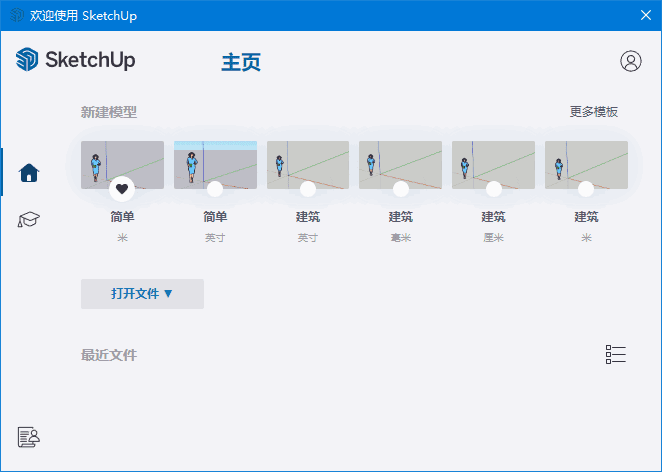 欢迎使用 SketchUp
SketchUp
主页
新建模型
更多模板
简单 简单 建筑 建筑 建筑 建筑
米 英寸 英寸 毫米 厘米 米
打开文件 ▼
最近文件